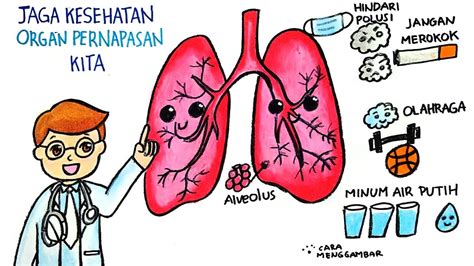 JAGA KESEHATAN
ORGAN PERNAPASAN
KITA
HINDARI
POLUSI
JANGAN
MEROKOK
OLAHRAGA
Alveolus
MINUM AIR PUTIH
CARA
MENGGAMBAR